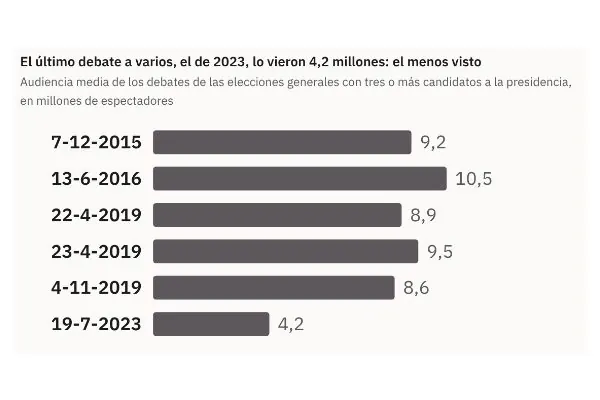 El último debate a varios, el de 2023, lo vieron 4,2 millones: el menos visto
Audiencia media de los debates de las elecciones generales con tres o más candidatos a la presidencia,
en millones de espectadores
7-12-2015 9,2
13-6-2016 10,5
22-4-2019 8,9
23-4-2019 9,5
4-11-2019 8,6
19-7-2023 4,2